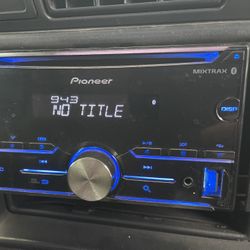 Pioneer
MIXTRAX
943
NO TITLE
DISP